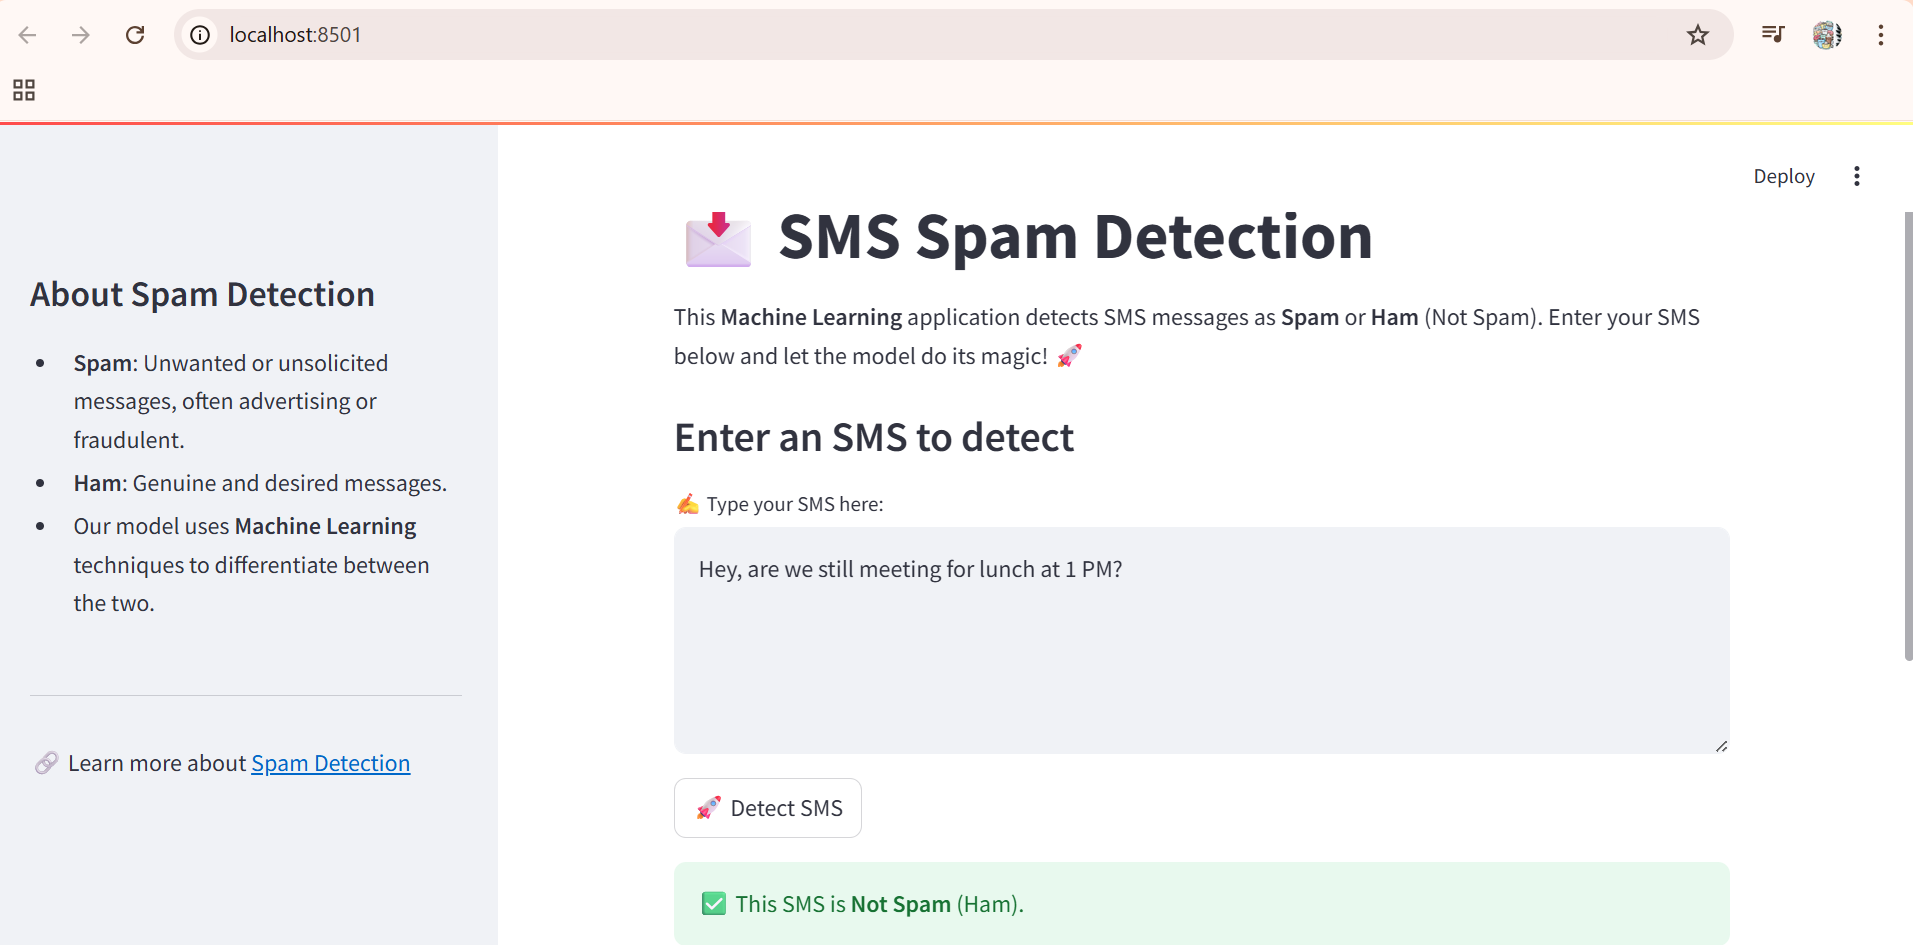 localhost:8501
Deploy
About Spam Detection
Spam: Unwanted or unsolicited
messages, often advertising or
fraudulent.
Ham: Genuine and desired messages.
Our model uses Machine Learning
techniques to differentiate between
the two.
Learn more about Spam Detection
SMS Spam Detection
This Machine Learning application detects SMS messages as Spam or Ham (Not Spam). Enter your SMS
below and let the model do its magic! 🚀
Enter an SMS to detect
✍️ Type your SMS here:
Hey, are we still meeting for lunch at 1 PM?
🚀 Detect SMS
✅ This SMS is Not Spam (Ham).